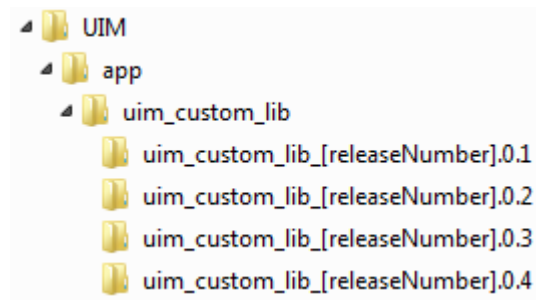 UIM
app
uim_custom_lib
uim_custom_lib_[releaseNumber].0.1
uim_custom_lib_[releaseNumber].0.2
uim_custom_lib_[releaseNumber].0.3
uim_custom_lib_[releaseNumber].0.4